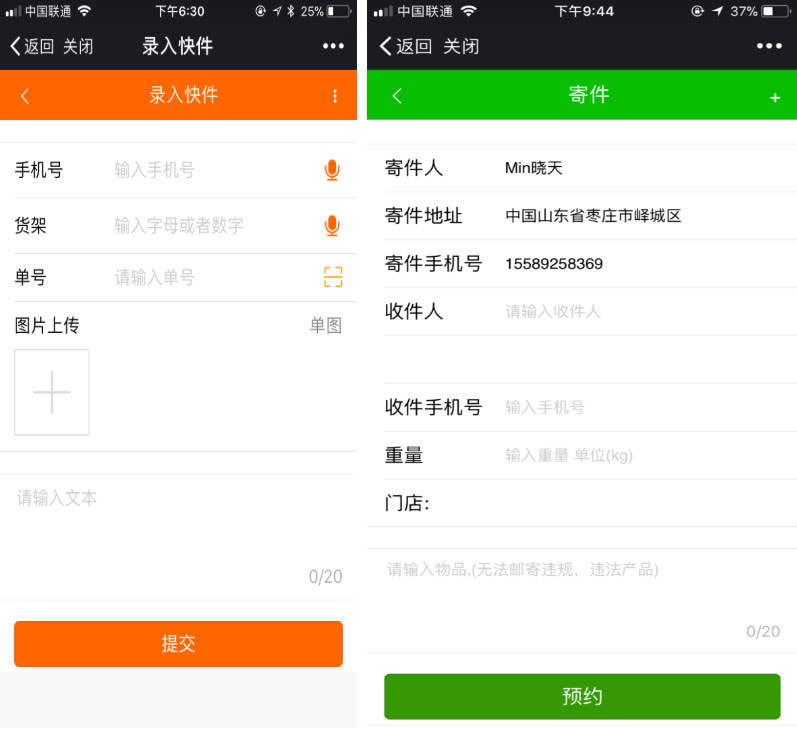 中国联通 下午6:30 25%
返回 关闭 录入快件
录入快件
手机号 输入手机号
货架 输入字母或者数字
单号 请输入单号
图片上传 单图
请输入文本
0/20
提交
中国联通 下午9:44 37%
返回 关闭
寄件 +
寄件人 Min晓天
寄件地址 中国山东省枣庄市峄城区
寄件手机号 15589258369
收件人 请输入收件人
收件手机号 输入手机号
重量 输入重量 单位(kg)
门店:
请输入物品,(无法邮寄违规，违法产品)
0/20
预约